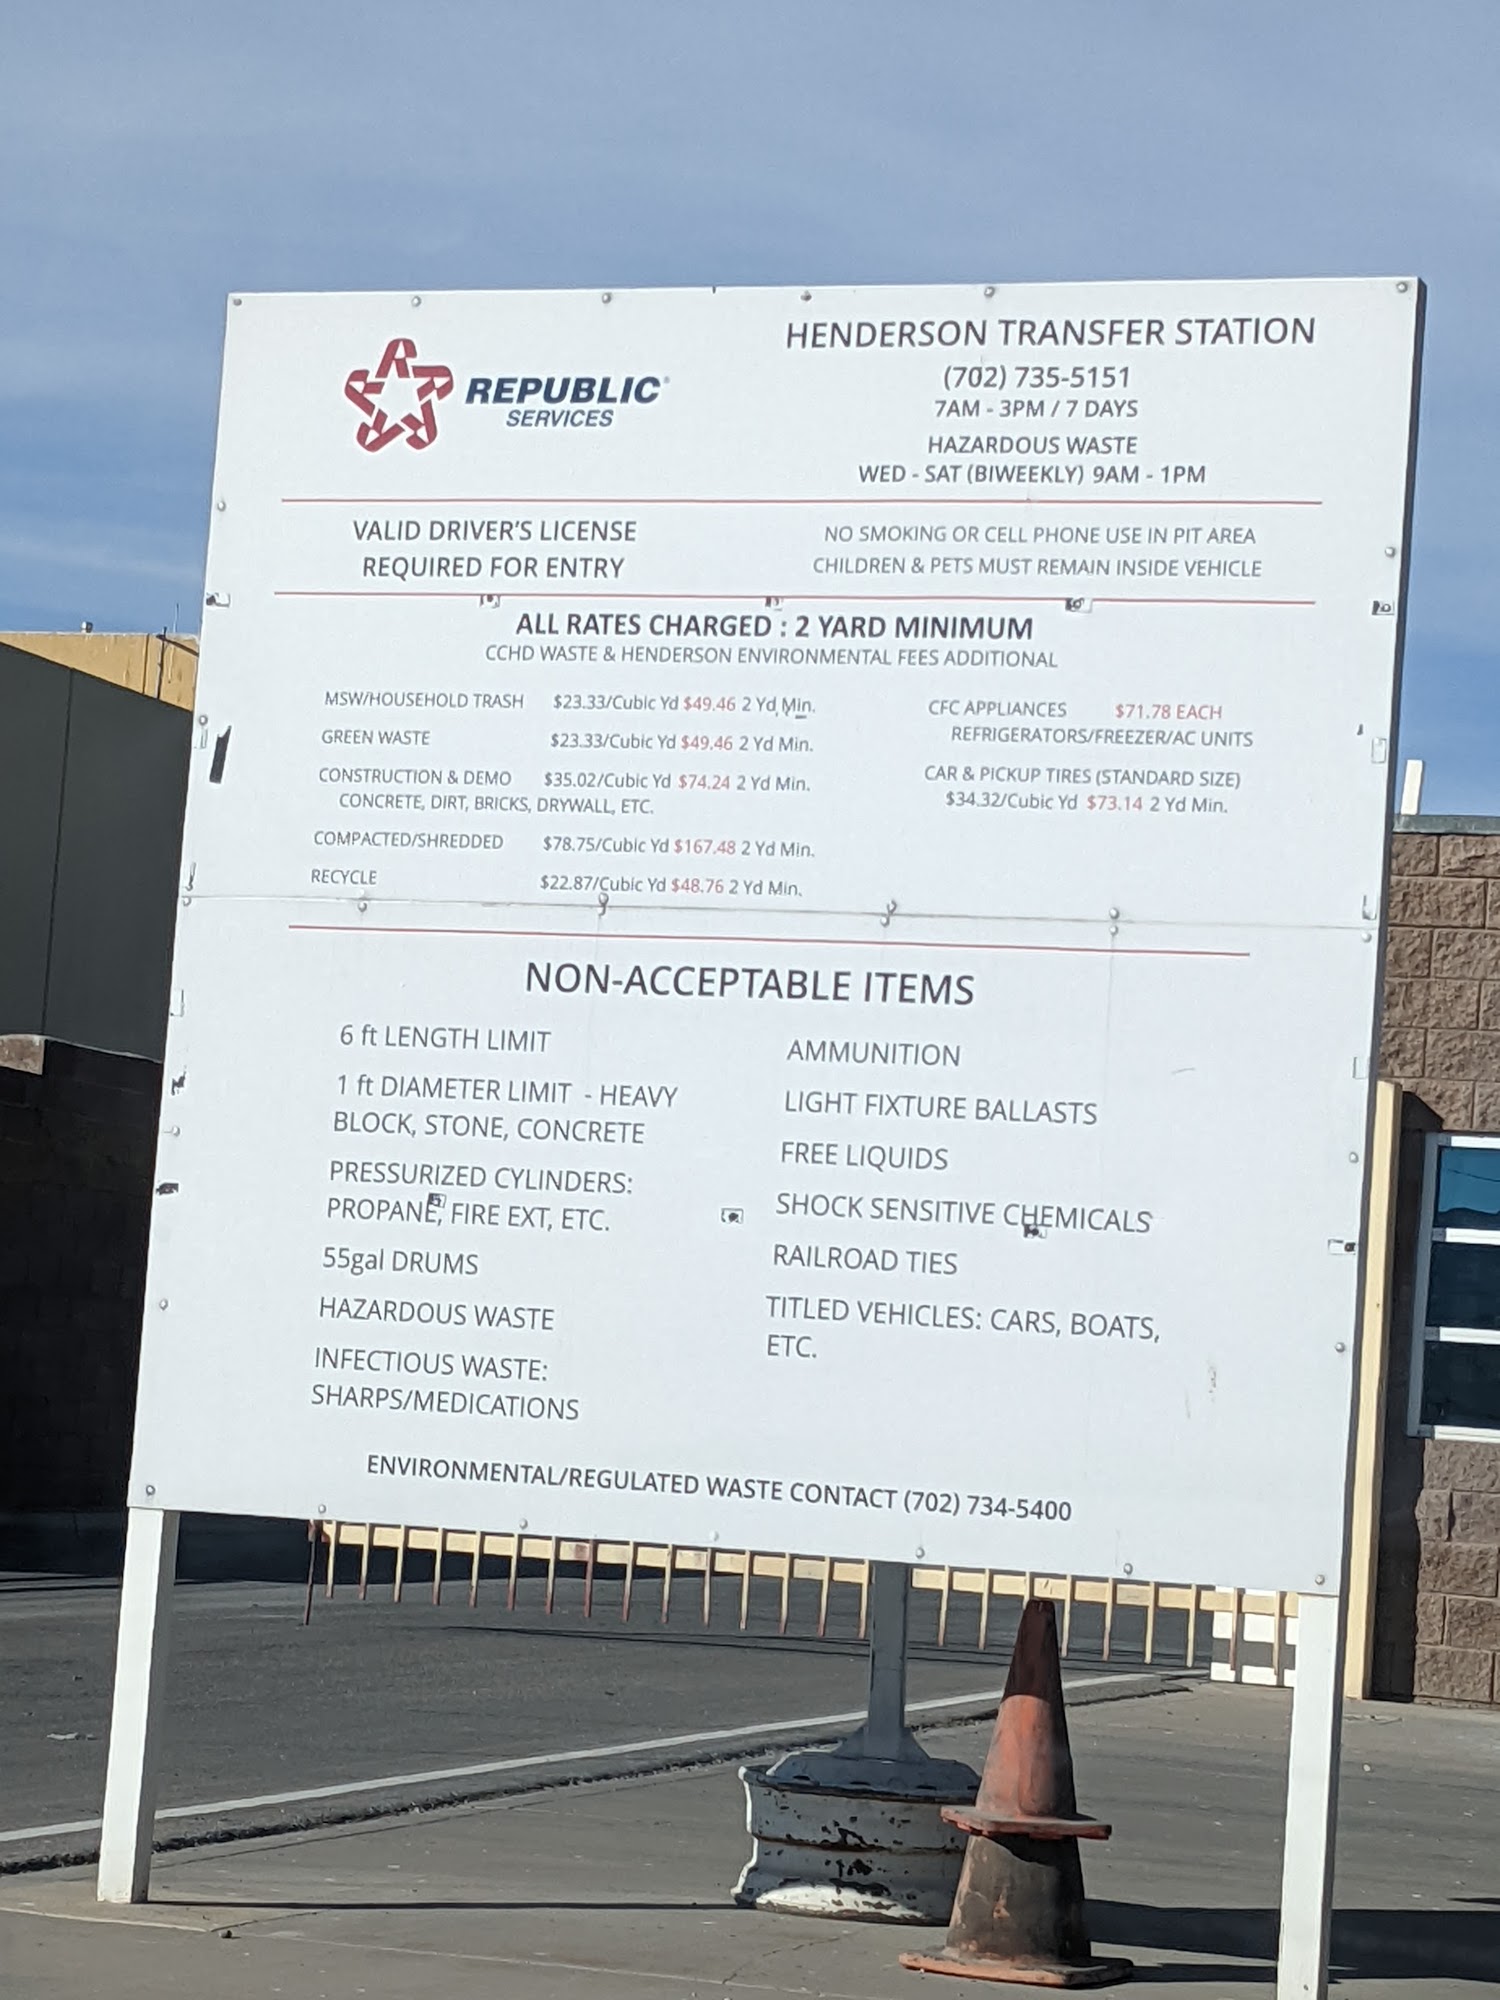 REPUBLIC
SERVICES
HENDERSON TRANSFER STATION
(702) 735-5151
7AM - 3PM / 7 DAYS
HAZARDOUS WASTE
WED - SAT (BIWEEKLY) 9AM - 1PM
VALID DRIVER'S LICENSE
REQUIRED FOR ENTRY
NO SMOKING OR CELL PHONE USE IN PIT AREA
CHILDREN & PETS MUST REMAIN INSIDE VEHICLE
ALL RATES CHARGED : 2 YARD MINIMUM
CCHD WASTE & HENDERSON ENVIRONMENTAL FEES ADDITIONAL
MSW/HOUSEHOLD TRASH $23.33/Cubic Yd $49.46 2 Yd Min.
GREEN WASTE $23.33/Cubic Yd $49.46 2 Yd Min.
CONSTRUCTION & DEMO $35.02/Cubic Yd $74.24 2 Yd Min.
CONCRETE, DIRT, BRICKS, DRYWALL, ETC.
COMPACTED/SHREDDED $78.75/Cubic Yd $167.48 2 Yd Min.
RECYCLE $22.87/Cubic Yd $48.76 2 Yd Min.
CFC APPLIANCES $71.78 EACH
REFRIGERATORS/FREEZER/AC UNITS
CAR & PICKUP TIRES (STANDARD SIZE)
$34.32/Cubic Yd $73.14 2 Yd Min.
NON-ACCEPTABLE ITEMS
6 ft LENGTH LIMIT
1 ft DIAMETER LIMIT - HEAVY
BLOCK, STONE, CONCRETE
PRESSURIZED CYLINDERS:
PROPANE, FIRE EXT, ETC.
55gal DRUMS
HAZARDOUS WASTE
INFECTIOUS WASTE:
SHARPS/MEDICATIONS
AMMUNITION
LIGHT FIXTURE BALLASTS
FREE LIQUIDS
SHOCK SENSITIVE CHEMICALS
RAILROAD TIES
TITLED VEHICLES: CARS, BOATS,
ETC.
ENVIRONMENTAL/REGULATED WASTE CONTACT (702) 734-5400